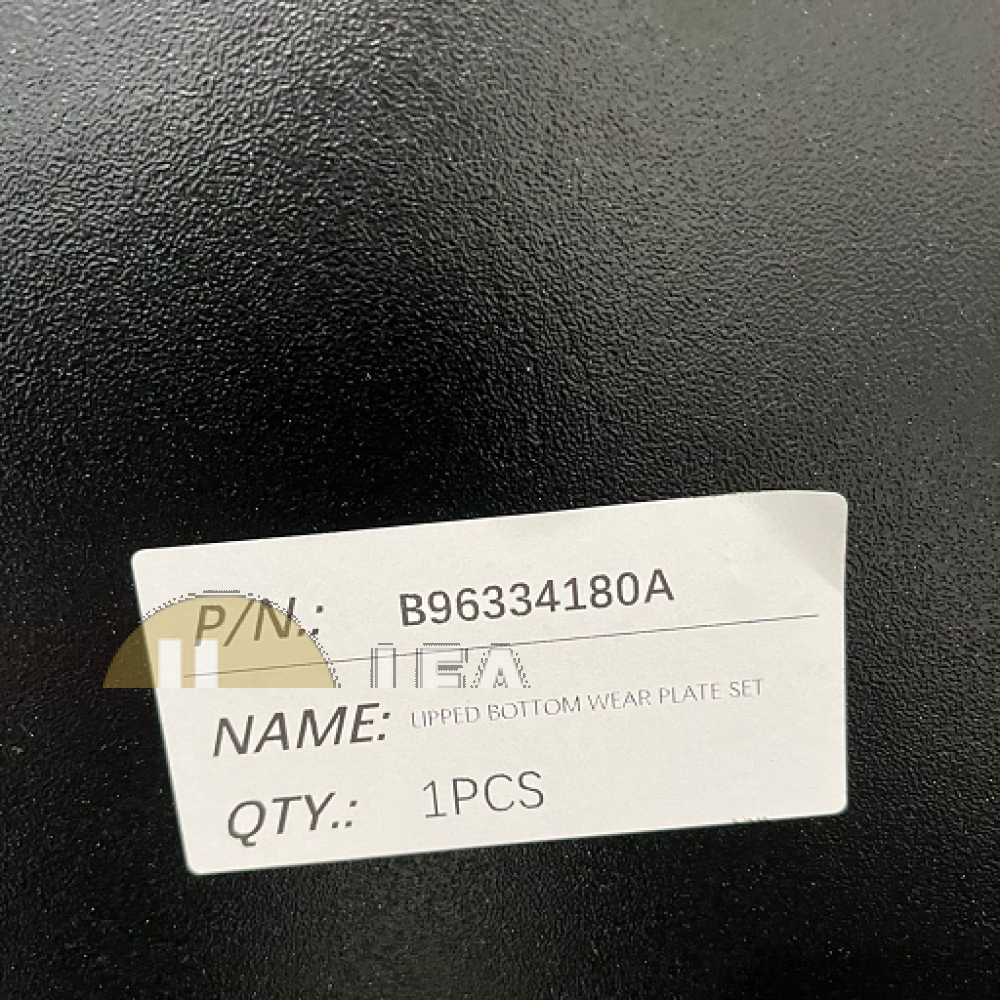 P/N.: B96334180A
NAME: LIPPED BOTTOM WEAR PLATE SET
QTY.: 1PCS